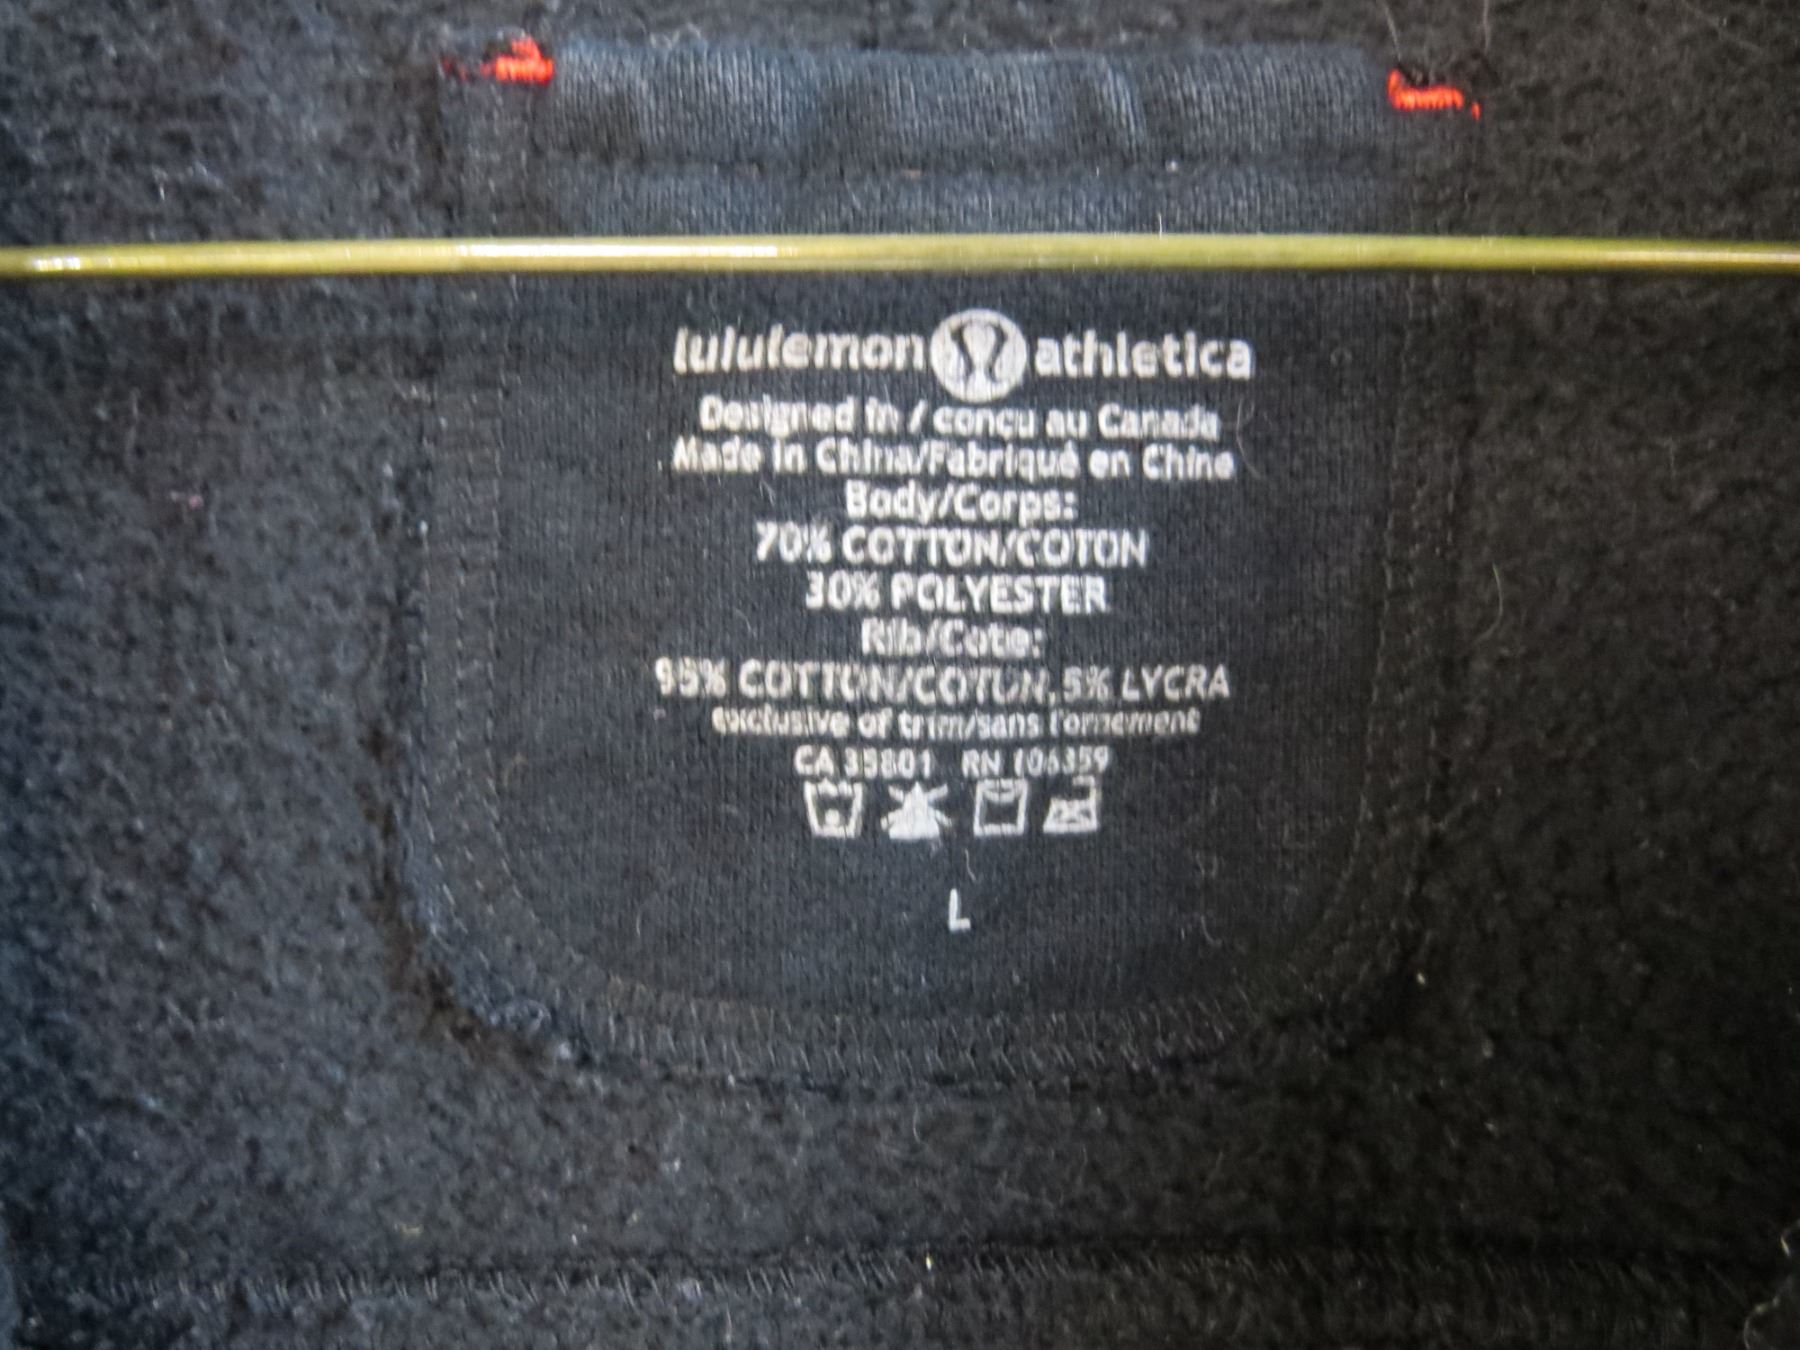 lululemon athletica
Designed in / conçu au Canada
Made in China/Fabriqué en Chine
Body/Corps:
70% COTTON/COTON
30% POLYESTER
Rib/Cote:
95% COTTON/COTON, 5% LYCRA
exclusive of trim/sans l'ornement
CA 35801 RN 106359
L